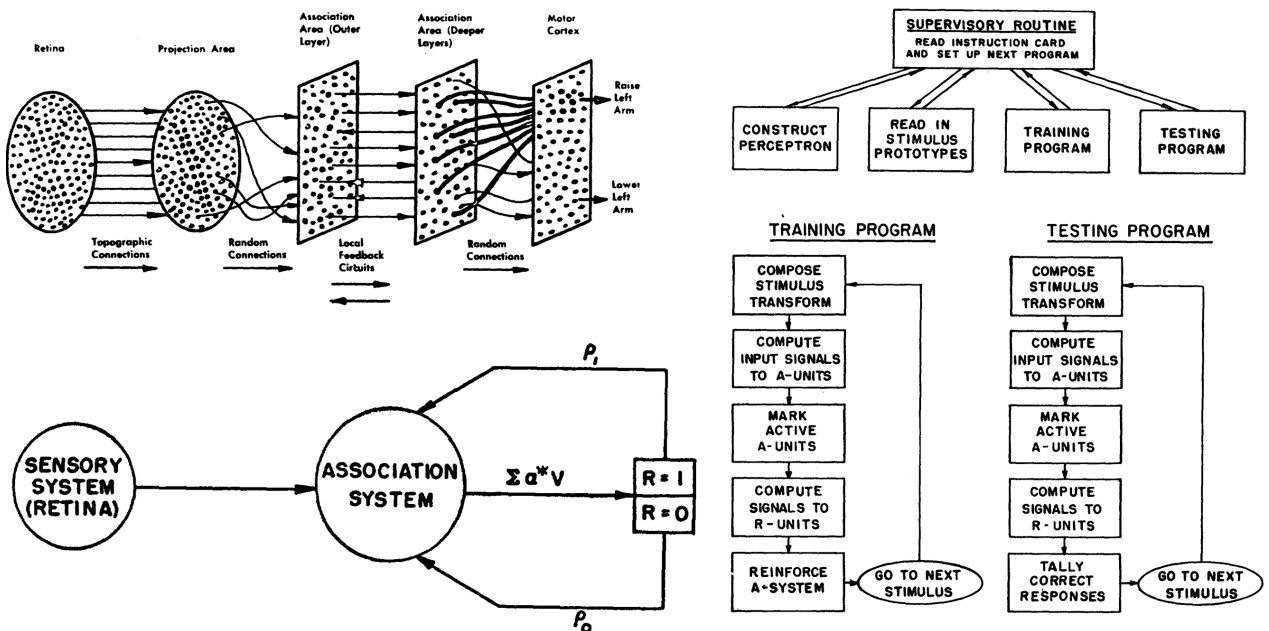 Retina
Projection Area
Association
Area (Outer
Layer)
Association
Area (Deeper
Layers)
Motor
Cortex
Raise
Left
Arm
Lower
Left
Arm
Topographic
Connections
Random
Connections
Local
Feedback
Circuits
Random
Connections
SENSORY
SYSTEM
(RETINA)
ASSOCIATION
SYSTEM
Σ a* V
ρ₁
R = 1
R = 0
ρ₀
SUPERVISORY ROUTINE
READ INSTRUCTION CARD
AND SET UP NEXT PROGRAM
CONSTRUCT
PERCEPTRON
READ IN
STIMULUS
PROTOTYPES
TRAINING
PROGRAM
TESTING
PROGRAM
TRAINING PROGRAM
COMPOSE
STIMULUS
TRANSFORM
COMPUTE
INPUT SIGNALS
TO A-UNITS
MARK
ACTIVE
A-UNITS
COMPUTE
SIGNALS TO
R-UNITS
REINFORCE
A-SYSTEM
GO TO NEXT
STIMULUS
TESTING PROGRAM
COMPOSE
STIMULUS
TRANSFORM
COMPUTE
INPUT SIGNALS
TO A-UNITS
MARK
ACTIVE
A-UNITS
COMPUTE
SIGNALS TO
R-UNITS
TALLY
CORRECT
RESPONSES
GO TO NEXT
STIMULUS